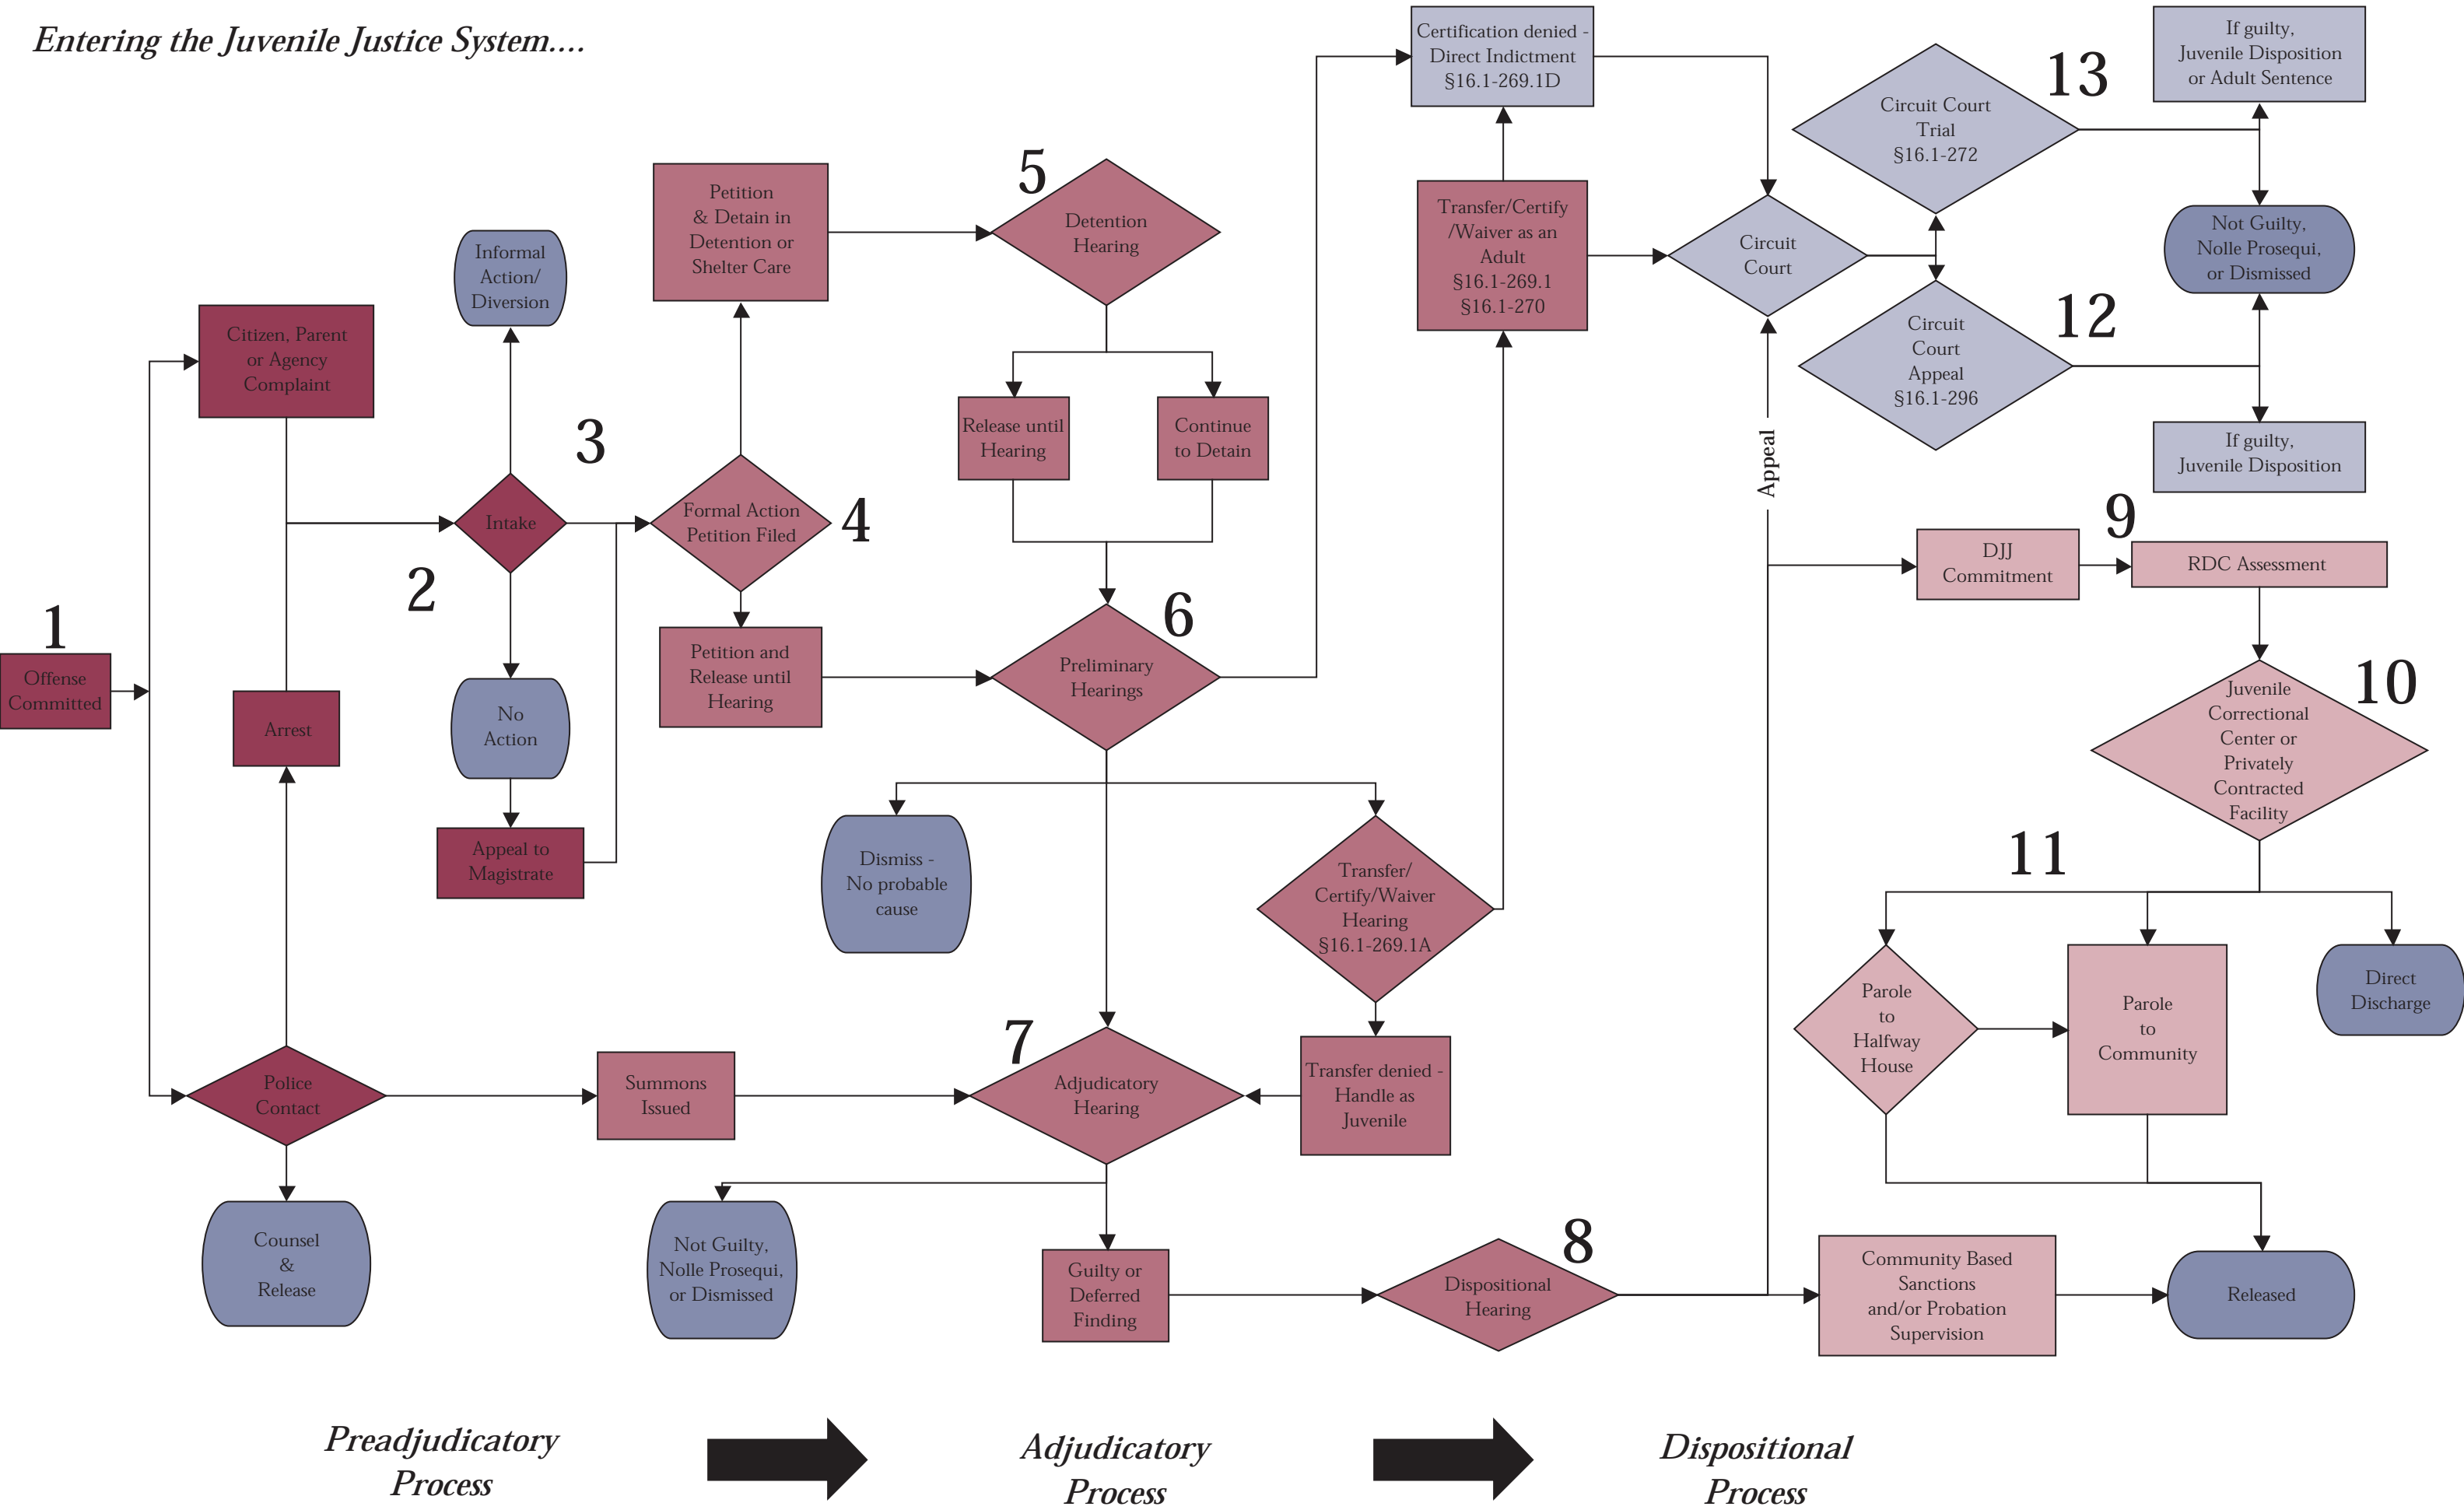 Entering the Juvenile Justice System....
1
Offense
Committed
Citizen, Parent
or Agency
Complaint
Arrest
Police
Contact
Counsel
&
Release
Informal
Action/
Diversion
2
Intake
3
No
Action
Appeal to
Magistrate
Summons
Issued
Petition
& Detain in
Detention or
Shelter Care
Formal Action
Petition Filed
4
Petition and
Release until
Hearing
5
Detention
Hearing
Release until
Hearing
Continue
to Detain
6
Preliminary
Hearings
Dismiss -
No probable
cause
Transfer/
Certify/Waiver
Hearing
§16.1-269.1A
7
Adjudicatory
Hearing
Transfer denied -
Handle as
Juvenile
Not Guilty,
Nolle Prosequi,
or Dismissed
Guilty or
Deferred
Finding
8
Dispositional
Hearing
Certification denied -
Direct Indictment
§16.1-269.1D
Transfer/Certify
/Waiver as an
Adult
§16.1-269.1
§16.1-270
Circuit
Court
Appeal
13
Circuit Court
Trial
§16.1-272
If guilty,
Juvenile Disposition
or Adult Sentence
Not Guilty,
Nolle Prosequi,
or Dismissed
12
Circuit
Court
Appeal
§16.1-296
If guilty,
Juvenile Disposition
DJJ
Commitment
9
RDC Assessment
10
Juvenile
Correctional
Center or
Privately
Contracted
Facility
11
Parole
to
Halfway
House
Parole
to
Community
Direct
Discharge
Community Based
Sanctions
and/or Probation
Supervision
Released
Preadjudicatory
Process
Adjudicatory
Process
Dispositional
Process